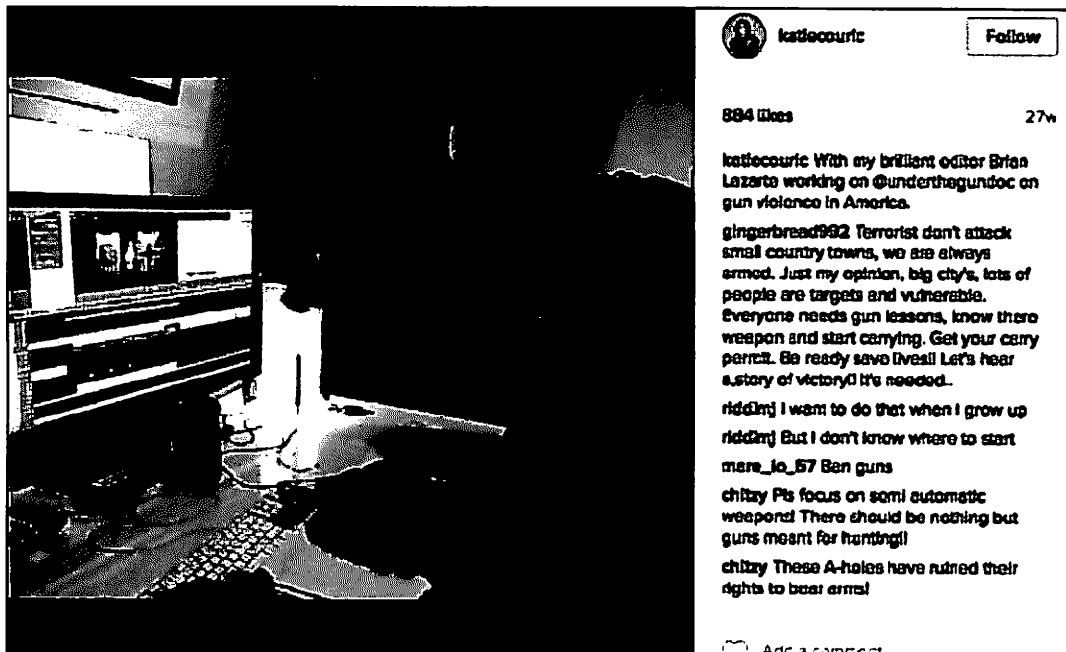 katiecouric
Follow
884 likes
27w
katiecouric With my brilliant editor Brian
Lazarte working on @underthegundoc on
gun violence in America.
gingerbread992 Terrorist don't attack
small country towns, we are always
armed. Just my opinion, big city's, lots of
people are targets and vulnerable.
Everyone needs gun lessons, know there
weapon and start carrying. Get your carry
permit. Be ready save lives!! Let's hear
a story of victory!! It's needed..
riddimj I want to do that when I grow up
riddimj But I don't know where to start
mare_lo_67 Ban guns
chitzy Pls focus on semi automatic
weapons! There should be nothing but
guns meant for hunting!!
chitzy These A-holes have ruined their
rights to bear arms!
Add a comment